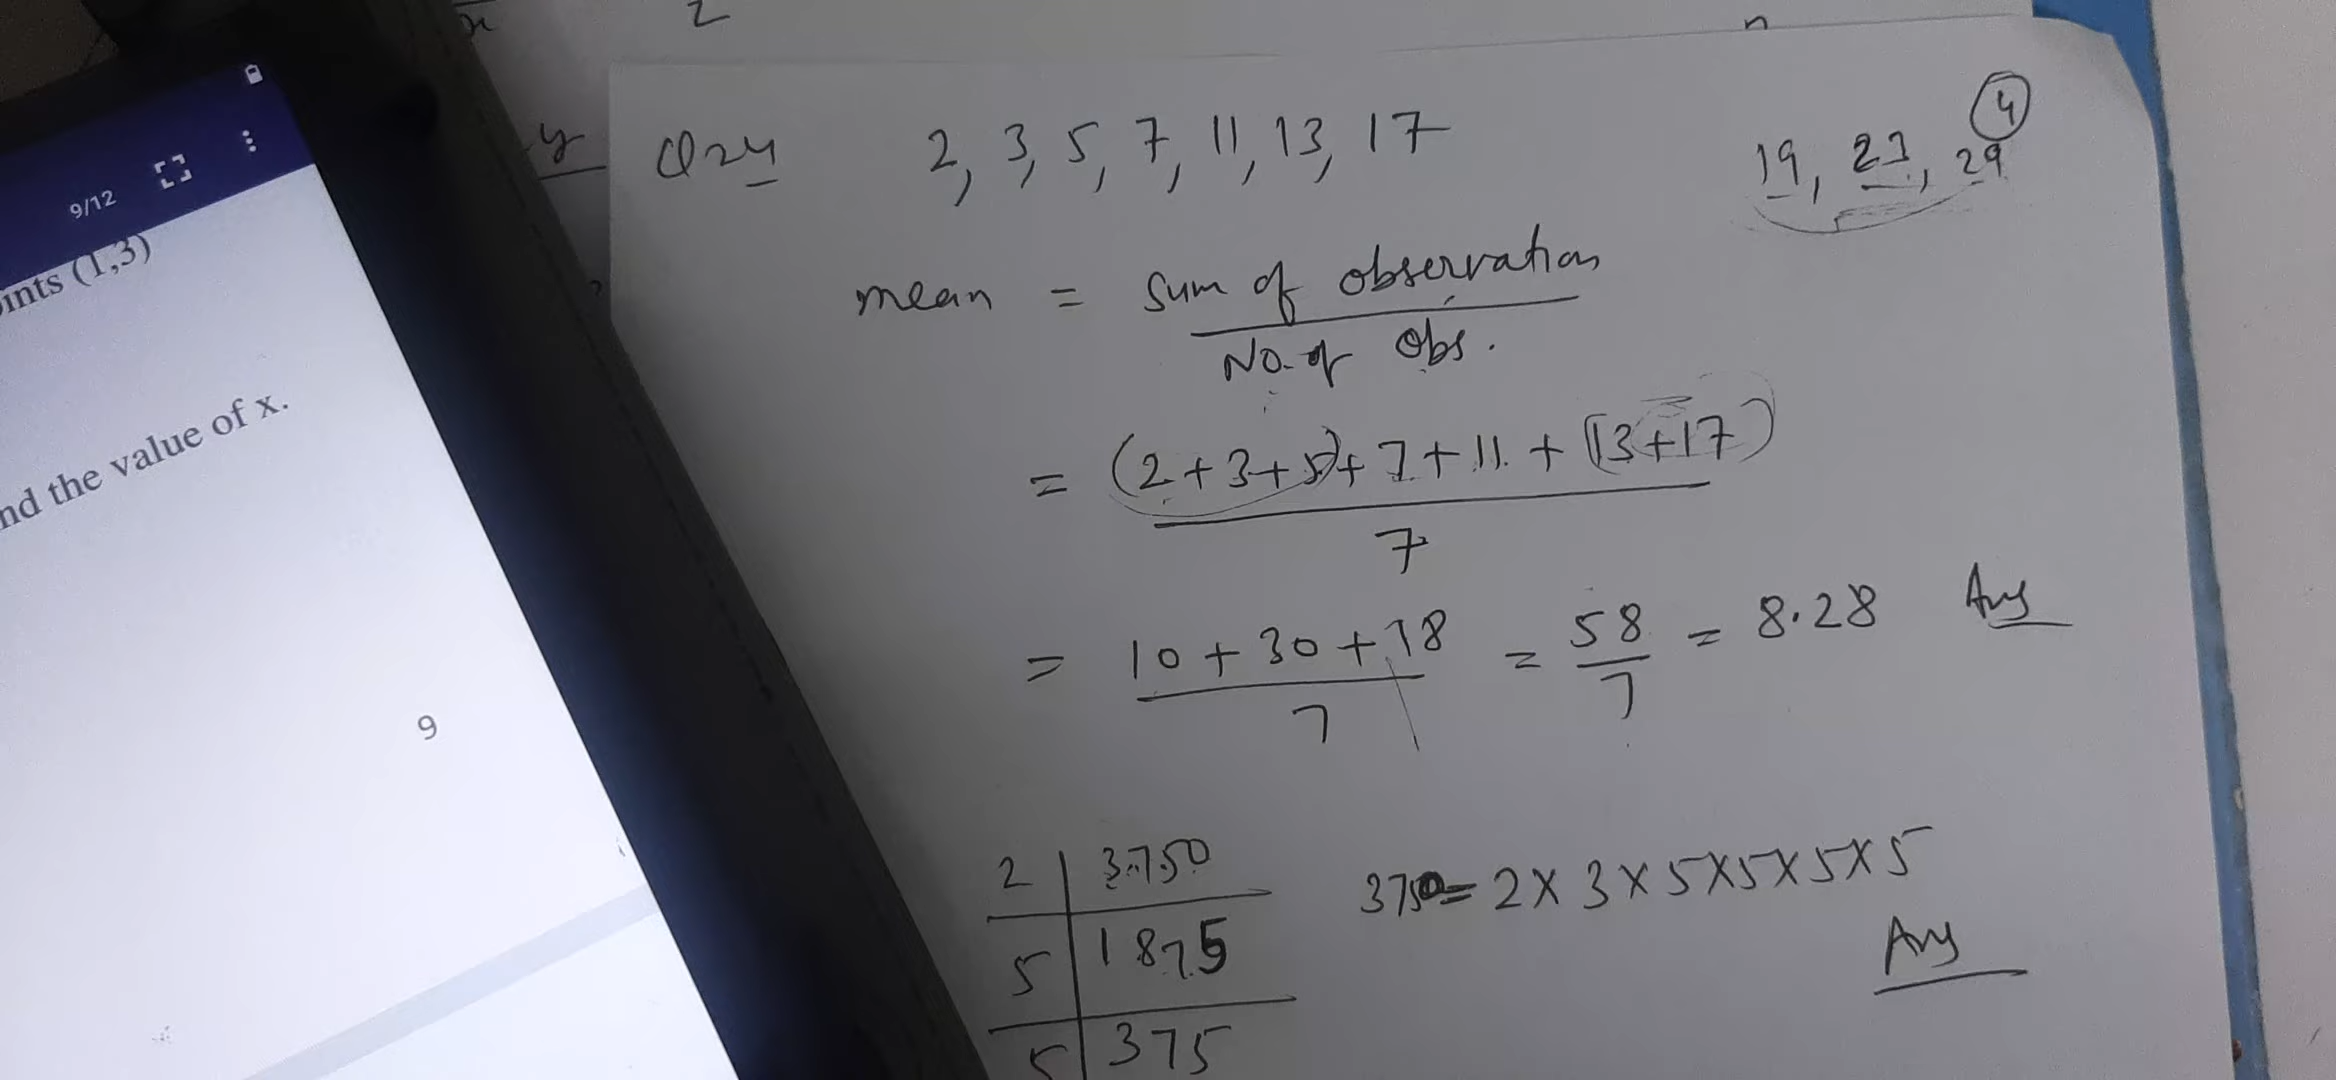 x 2 n
9/12
ints (1,3)
nd the value of x.
9
y
Q24 2, 3, 5, 7, 11, 13, 17
4
19, 23, 29
mean = Sum of observation
No. of Obs.
= (2+3+5)+7+11+(13+17)
7
= 10+30+18 = 58 = 8.28 Ans
7 7
2 3750
3750= 2×3×5×5×5×5
Ans
5 1875
5 375